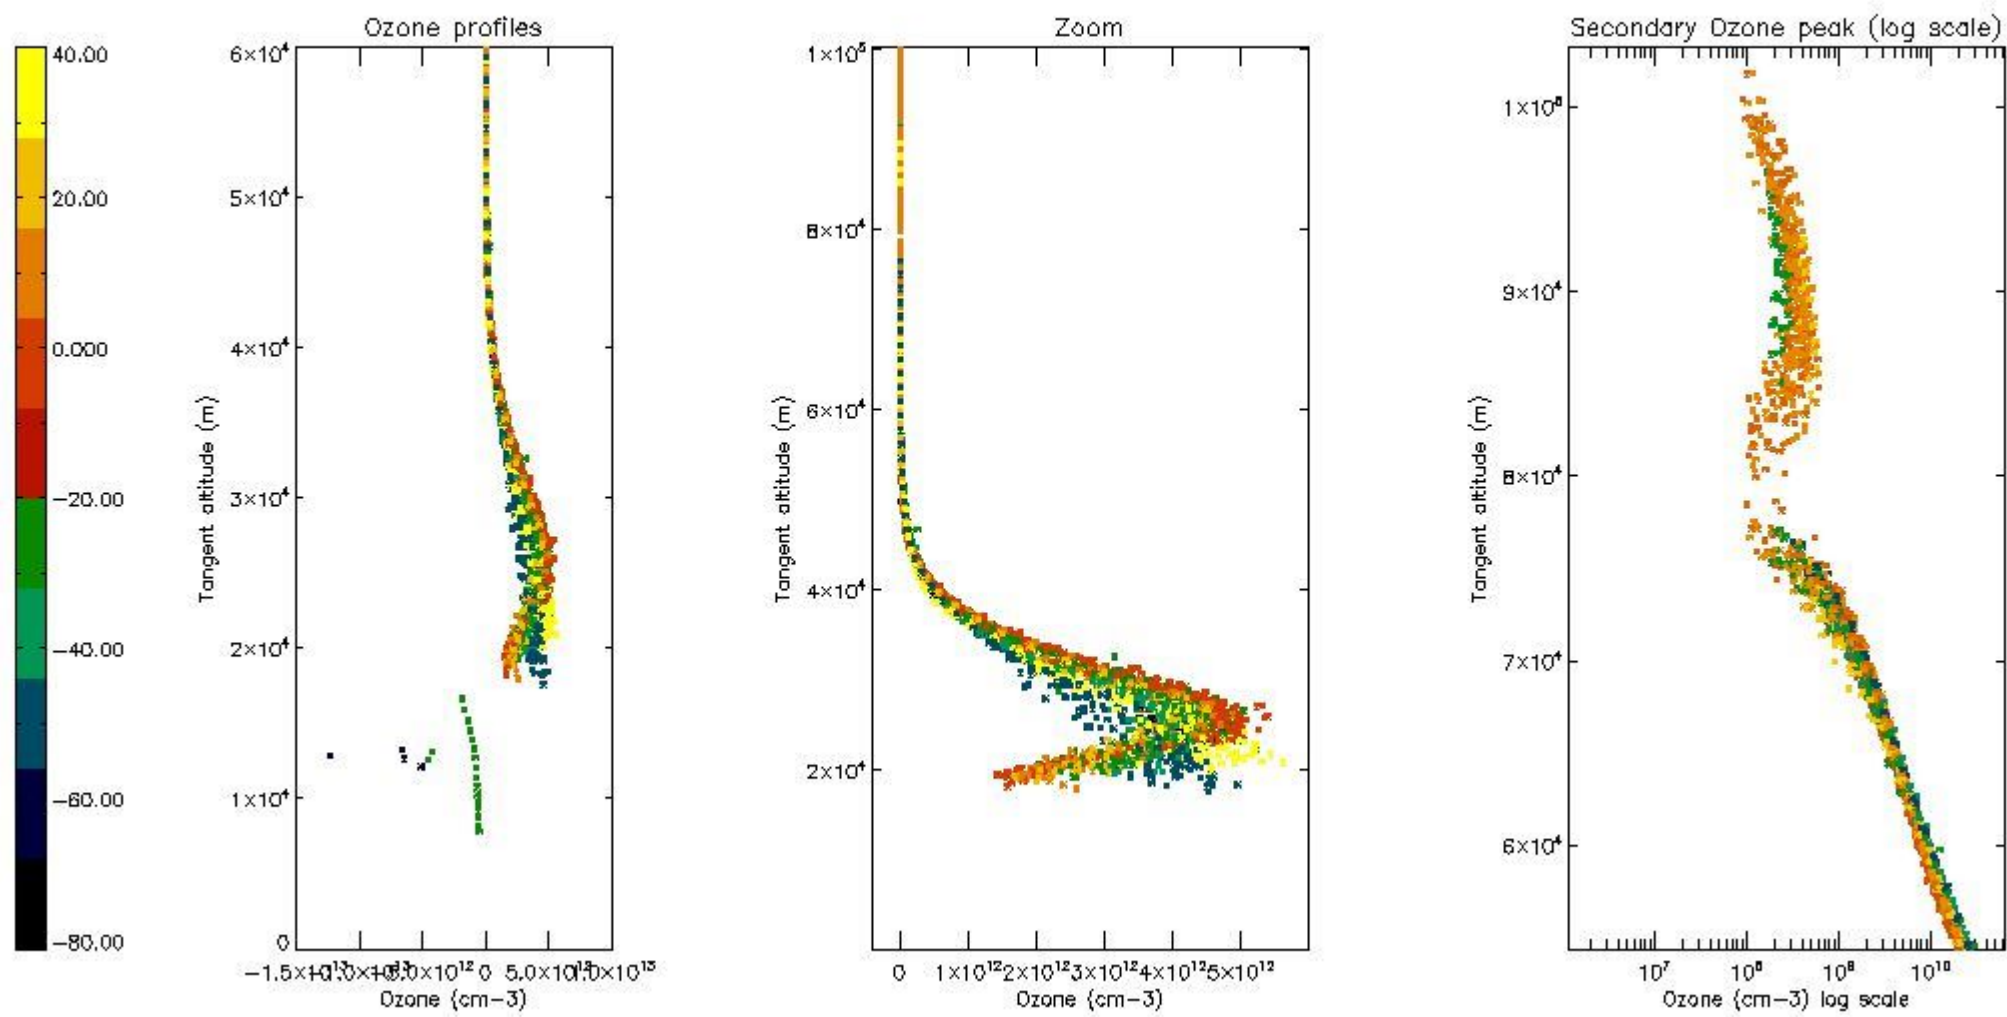 40.00
20.00
0.000
−20.00
−40.00
−60.00
−80.00
Ozone profiles
6×10⁴
5×10⁴
4×10⁴
3×10⁴
2×10⁴
1×10⁴
0
Tangent altitude (m)
0
Ozone (cm−3)
Zoom
1×10⁵
8×10⁴
6×10⁴
4×10⁴
2×10⁴
Tangent altitude (m)
0 1×10¹² 2×10¹² 3×10¹² 4×10¹² 5×10¹²
Ozone (cm−3)
Secondary Ozone peak (log scale)
1×10⁵
9×10⁴
8×10⁴
7×10⁴
6×10⁴
Tangent altitude (m)
10⁷ 10⁸ 10⁹ 10¹⁰
Ozone (cm−3) log scale